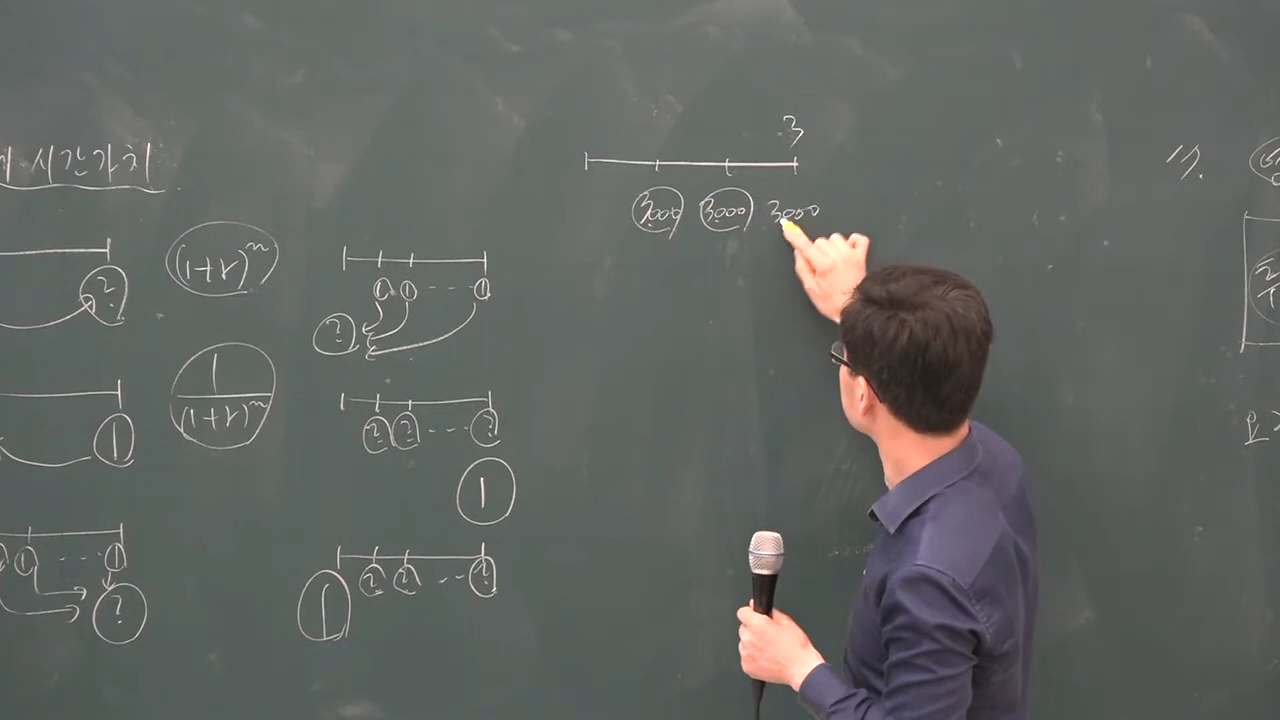 시간가치
(1+r)^n
?
1 1 ---- 1
?
1
/(1+r)^n
1
? ? ---- ?
1
1 ---- 1
?
? ? --- ?
1
3
3000 3000 3000